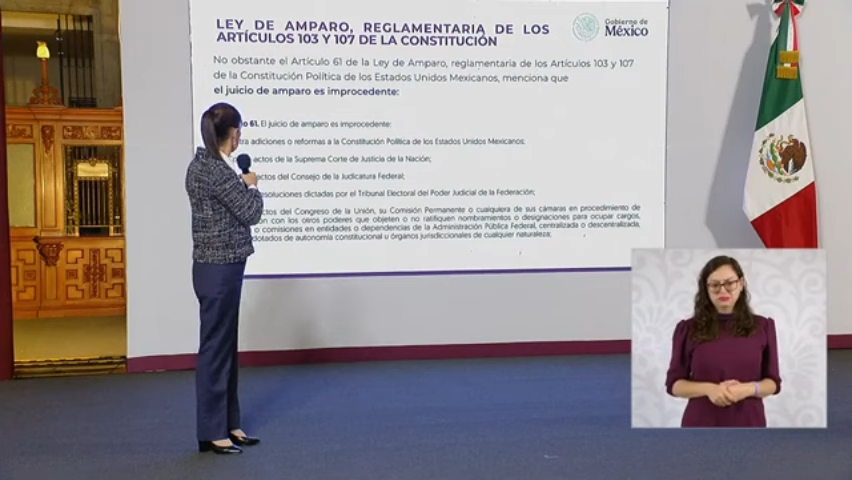 LEY DE AMPARO, REGLAMENTARIA DE LOS
ARTÍCULOS 103 Y 107 DE LA CONSTITUCIÓN
Gobierno de
México
No obstante el Artículo 61 de la Ley de Amparo, reglamentaria de los Artículos 103 y 107
de la Constitución Política de los Estados Unidos Mexicanos, menciona que
el juicio de amparo es improcedente:
61. El juicio de amparo es improcedente:
adiciones o reformas a la Constitución Política de los Estados Unidos Mexicanos;
actos de la Suprema Corte de Justicia de la Nación;
actos del Consejo de la Judicatura Federal;
resoluciones dictadas por el Tribunal Electoral del Poder Judicial de la Federación;
actos del Congreso de la Unión, su Comisión Permanente o cualquiera de sus cámaras en procedimiento de
con los otros poderes que objeten o no ratifiquen nombramientos o designaciones para ocupar cargos,
o comisiones en entidades o dependencias de la Administración Pública Federal, centralizada o descentralizada,
dotados de autonomía constitucional u órganos jurisdiccionales de cualquier naturaleza;